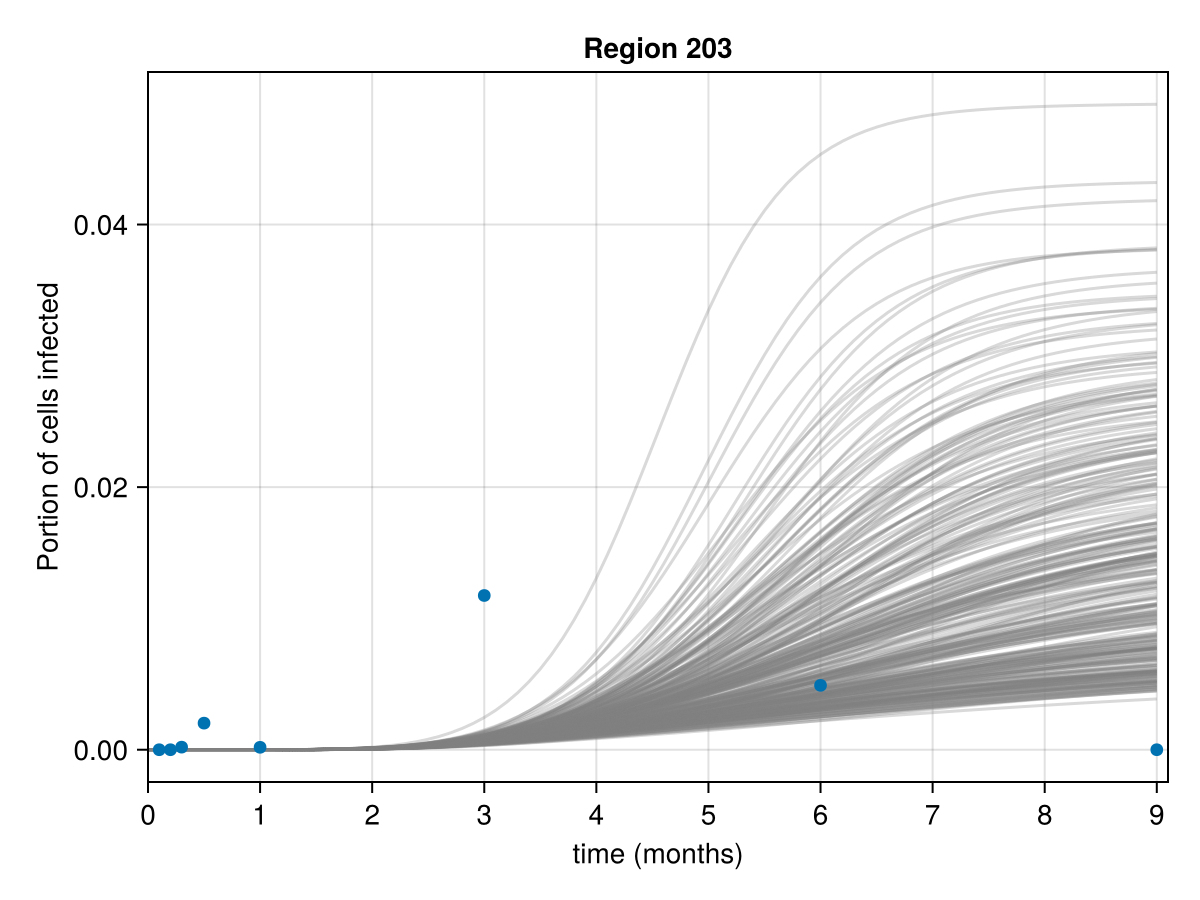 Region 203
Portion of cells infected
0.04
0.02
0.00
0 1 2 3 4 5 6 7 8 9
time (months)